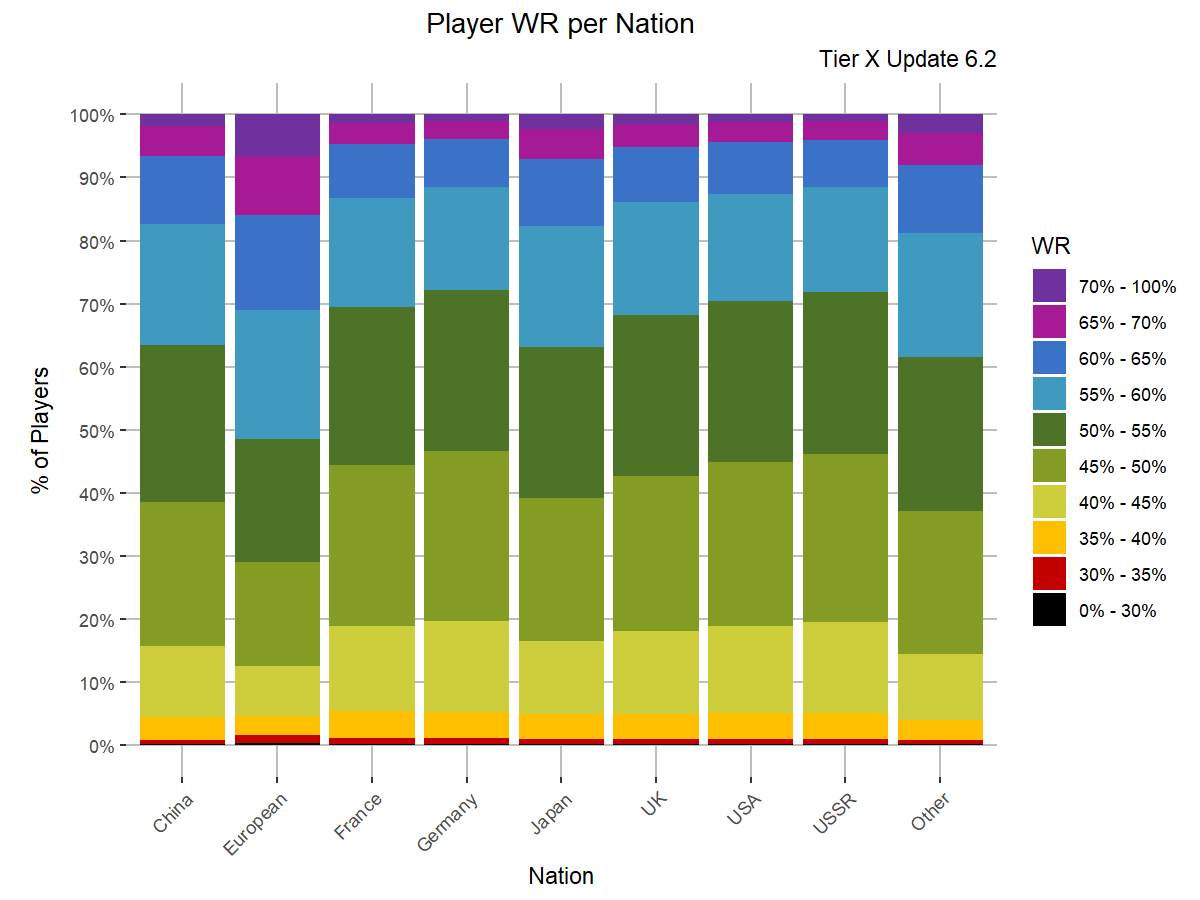 Player WR per Nation
Tier X Update 6.2
% of Players
100%
90%
80%
70%
60%
50%
40%
30%
20%
10%
0%
China
European
France
Germany
Japan
UK
USA
USSR
Other
Nation
WR
70% - 100%
65% - 70%
60% - 65%
55% - 60%
50% - 55%
45% - 50%
40% - 45%
35% - 40%
30% - 35%
0% - 30%